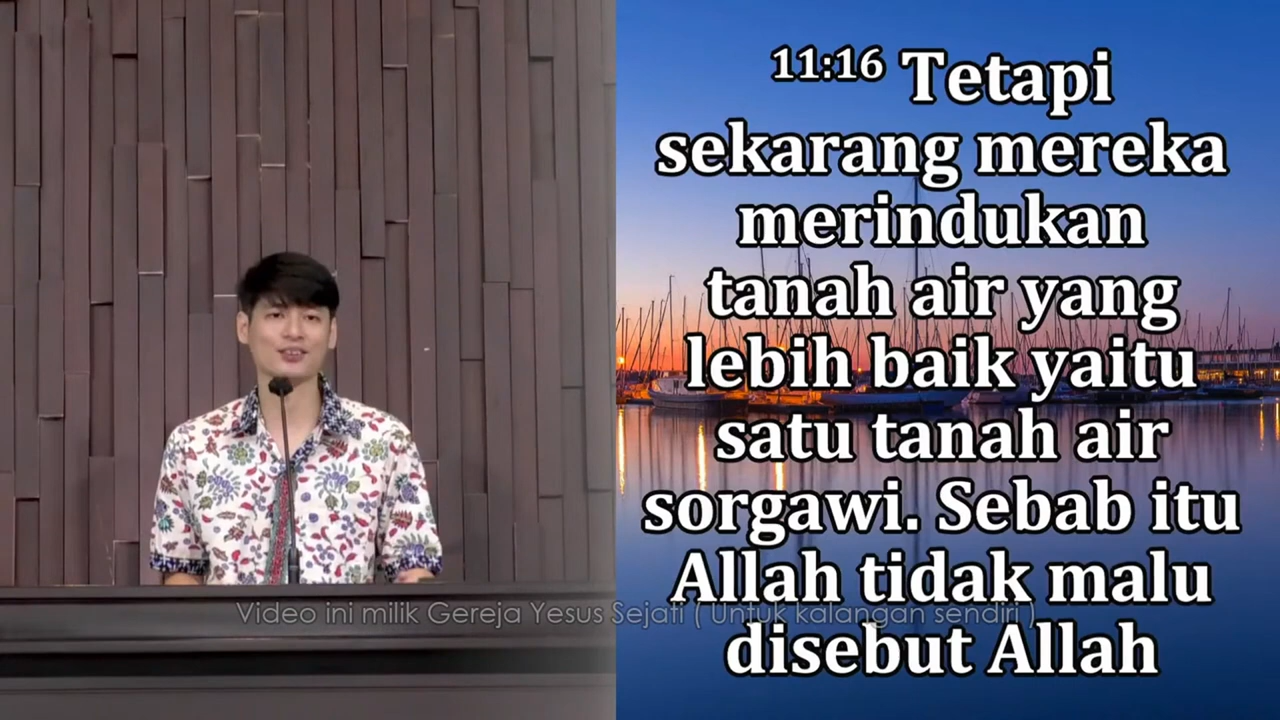 11:16 Tetapi
sekarang mereka
merindukan
tanah air yang
lebih baik yaitu
satu tanah air
sorgawi. Sebab itu
Allah tidak malu
disebut Allah
Video ini milik Gereja Yesus Sejati ( Untuk kalangan sendiri )